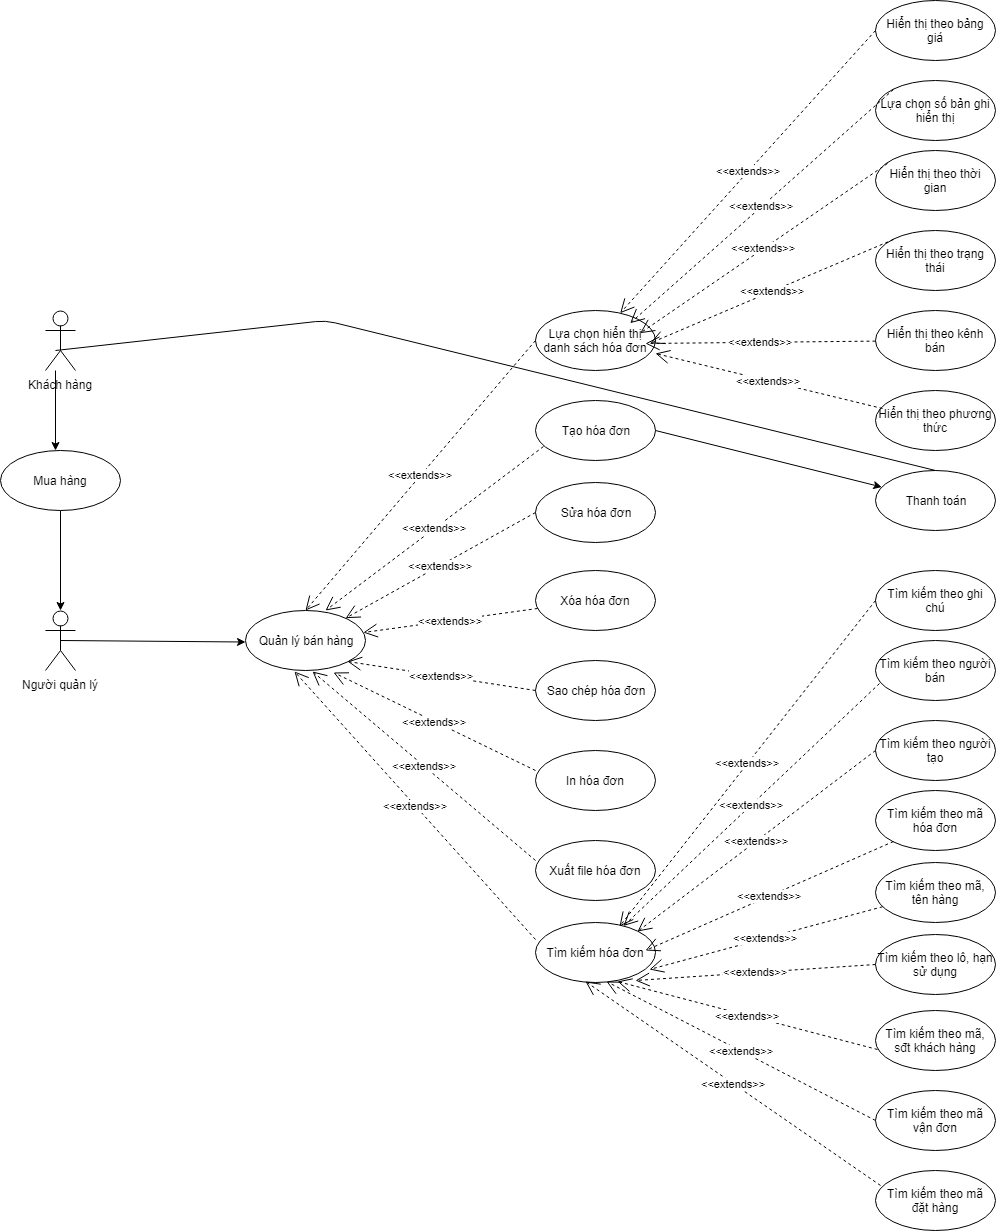 Hiển thị theo bảng
giá
Lựa chọn số bản ghi
hiển thị
Hiển thị theo thời
gian
<<extends>>
<<extends>>
<<extends>>
Hiển thị theo trạng
thái
<<extends>>
Lựa chọn hiển thị
danh sách hóa đơn
<<extends>>
Hiển thị theo kênh
bán
<<extends>>
Khách hàng
Hiển thị theo phương
thức
Tạo hóa đơn
Mua hàng
<<extends>>
Thanh toán
Sửa hóa đơn
<<extends>>
<<extends>>
Xóa hóa đơn
Tìm kiếm theo ghi
chú
<<extends>>
Quản lý bán hàng
Người quản lý
<<extends>>
Sao chép hóa đơn
Tìm kiếm theo người
bán
<<extends>>
Tìm kiếm theo người
tạo
<<extends>>
In hóa đơn
<<extends>>
<<extends>>
<<extends>>
Tìm kiếm theo mã
hóa đơn
<<extends>>
Xuất file hóa đơn
<<extends>>
Tìm kiếm theo mã,
tên hàng
<<extends>>
Tìm kiếm hóa đơn
<<extends>>
Tìm kiếm theo lô, hạn
sử dụng
<<extends>>
Tìm kiếm theo mã,
sđt khách hàng
<<extends>>
<<extends>>
Tìm kiếm theo mã
vận đơn
Tìm kiếm theo mã
đặt hàng